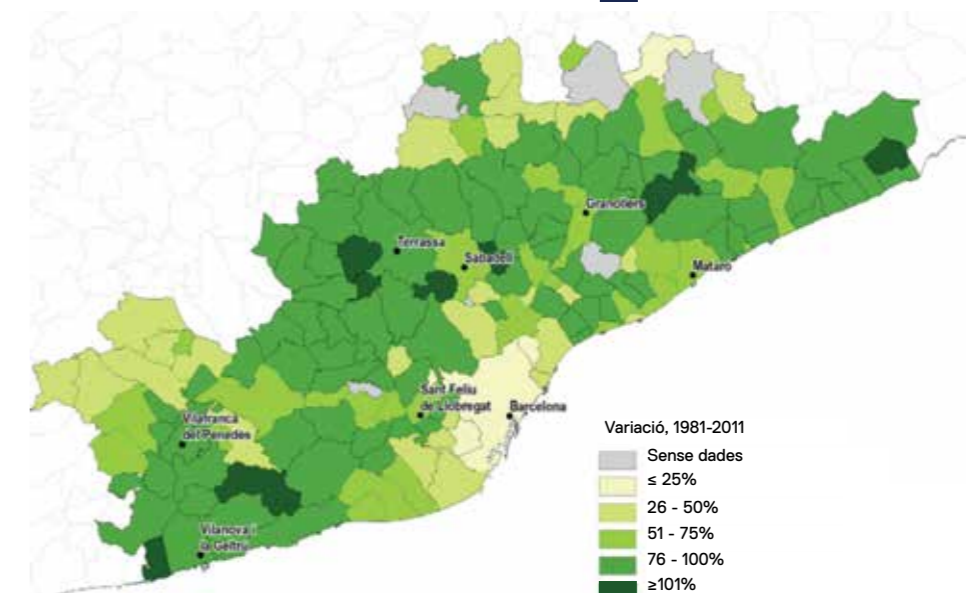 Granollers
Terrassa
Sabadell
Mataró
Sant Feliu
de Llobregat
Barcelona
Vilafranca
del Penedès
Vilanova i
la Geltrú
Variació, 1981-2011
Sense dades
≤ 25%
26 - 50%
51 - 75%
76 - 100%
≥101%